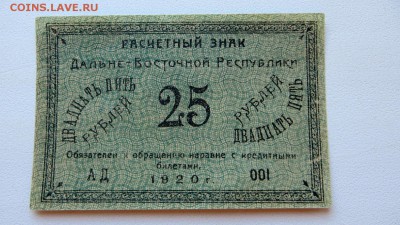 COINS.LAVE.RU
РАСЧЕТНЫЙ ЗНАК
ДАЛЬНЕ-ВОСТОЧНОЙ РЕСПУБЛИКИ
ДВАДЦАТЬ ПЯТЬ
РУБЛЕЙ
25
РУБЛЕЙ
ДВАДЦАТЬ ПЯТЬ
Обязателен к обращению наравне с кредитными
билетами.
АД 001
1920 г.